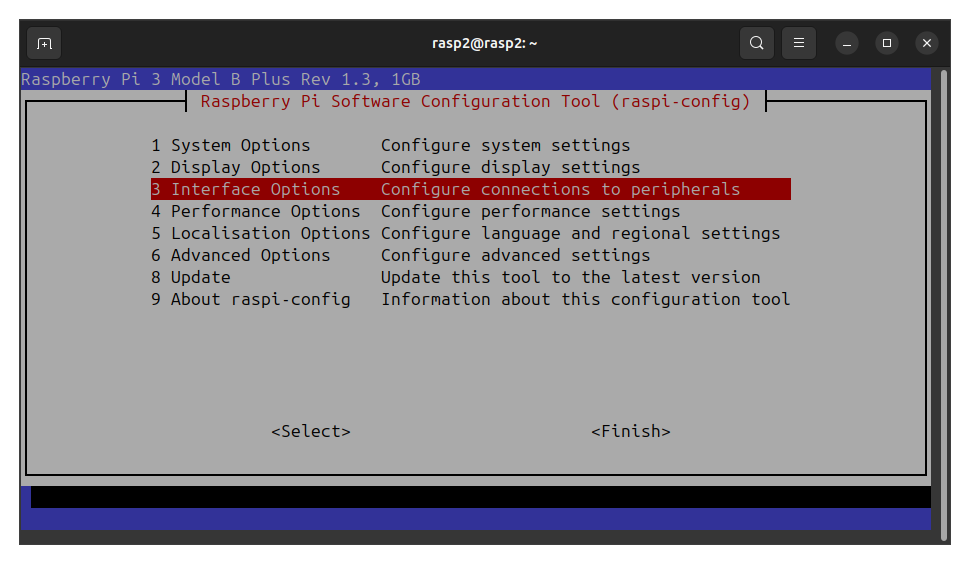 rasp2@rasp2: ~
Raspberry Pi 3 Model B Plus Rev 1.3, 1GB
Raspberry Pi Software Configuration Tool (raspi-config)
1 System Options Configure system settings
2 Display Options Configure display settings
3 Interface Options Configure connections to peripherals
4 Performance Options Configure performance settings
5 Localisation Options Configure language and regional settings
6 Advanced Options Configure advanced settings
8 Update Update this tool to the latest version
9 About raspi-config Information about this configuration tool
<Select> <Finish>